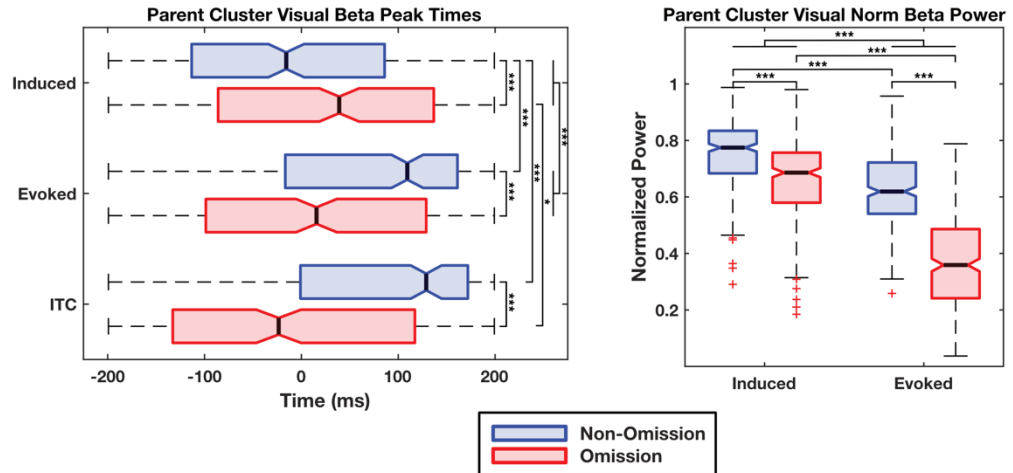 Parent Cluster Visual Beta Peak Times
Induced
Evoked
ITC
-200 -100 0 100 200
Time (ms)
***
***
***
***
***
*
***
Parent Cluster Visual Norm Beta Power
***
***
***
*** ***
1
0.8
0.6
0.4
0.2
Normalized Power
Induced Evoked
Non-Omission
Omission